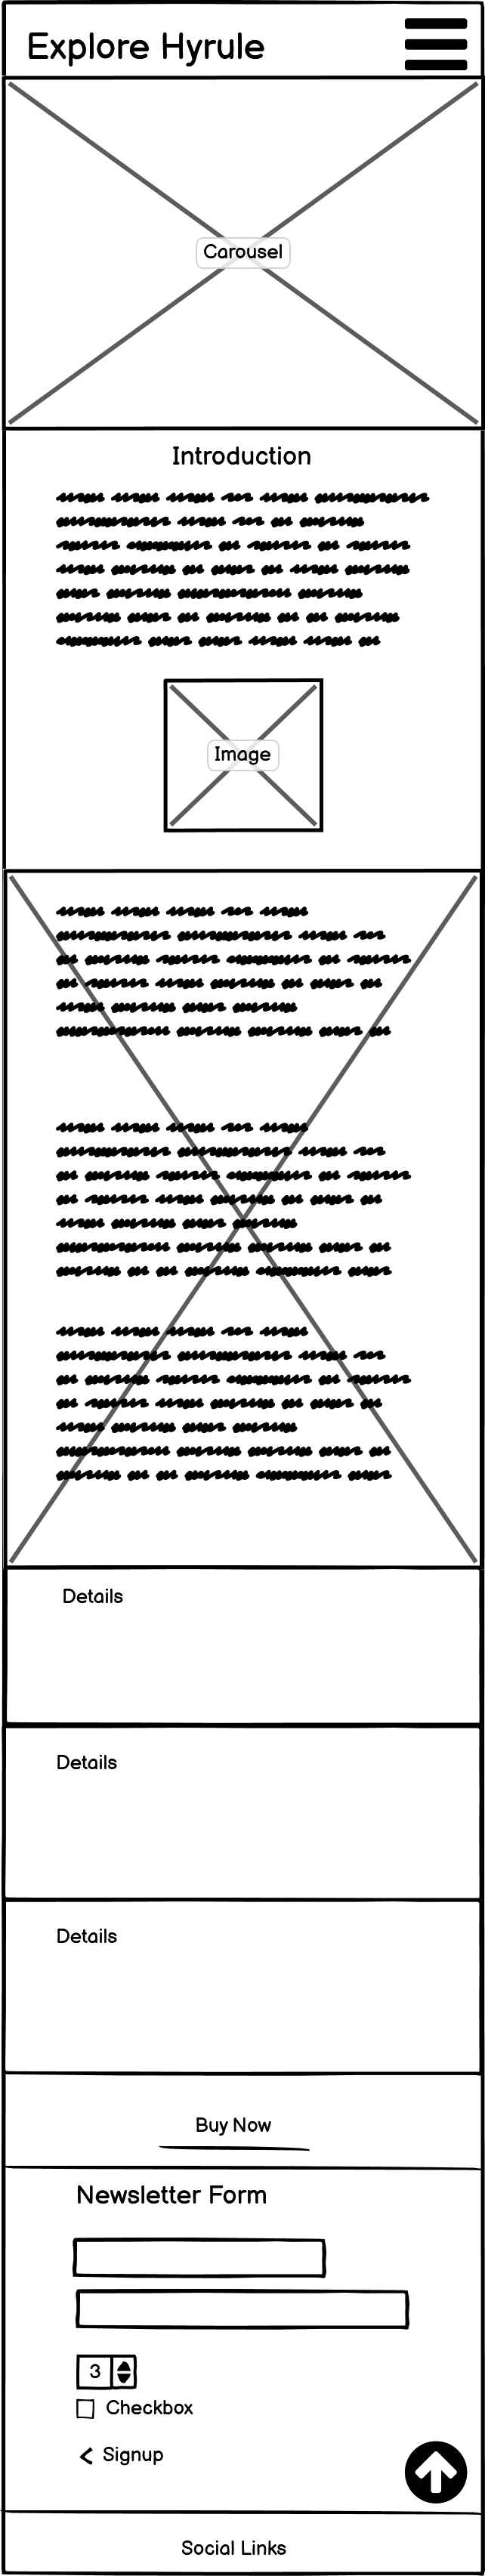 Explore Hyrule
Carousel
Introduction
Image
Details
Details
Details
Buy Now
Newsletter Form
3
Checkbox
Signup
Social Links